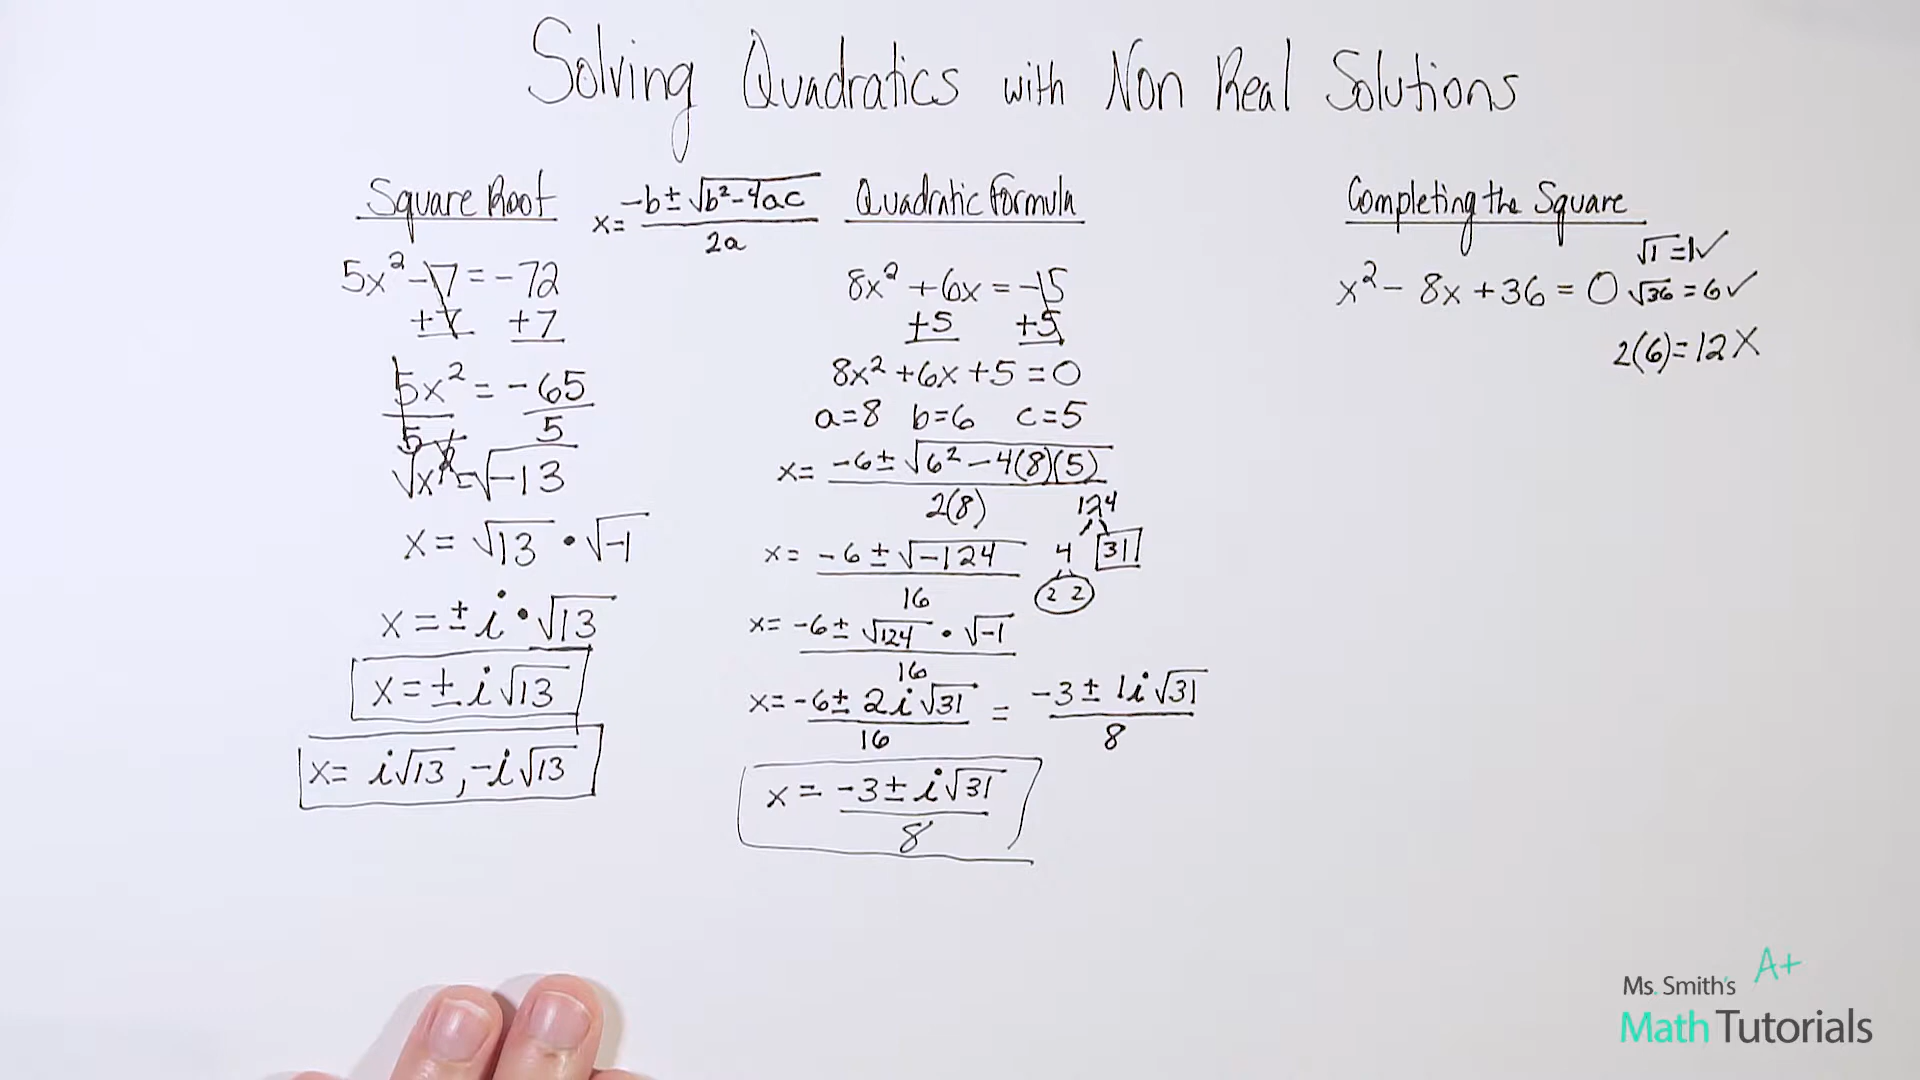 Solving Quadratics with Non Real Solutions
Square Root
5x² - 7 = -72
+7 +7
5x² = -65
5 5
√x² = √-13
x = √13 • √-1
x = ± i • √13
x = ± i√13
x = i√13, -i√13
x = -b ± √b² - 4ac
2a
Quadratic Formula
8x² + 6x = -5
+5 +5
8x² + 6x + 5 = 0
a=8 b=6 c=5
x = -6 ± √6² - 4(8)(5)
2(8)
124
4 31
2 2
x = -6 ± √-124
16
x = -6 ± √124 • √-1
16
x = -6 ± 2i√31 = -3 ± 1i√31
16 8
x = -3 ± i√31
8
Completing the Square
√1 = 1 ✓
x² - 8x + 36 = 0 √36 = 6 ✓
2(6) = 12 X
A+
Ms. Smith's
Math Tutorials